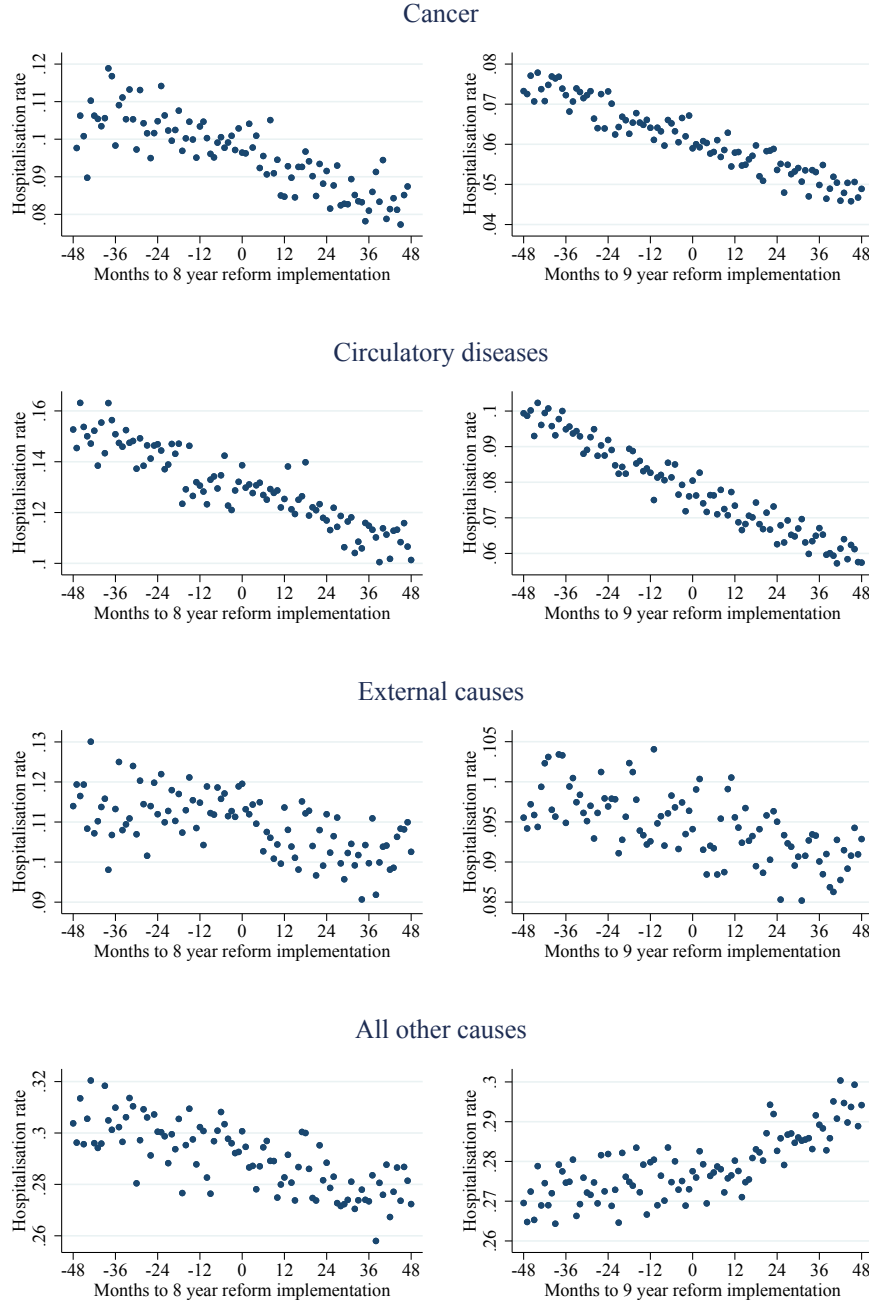 Cancer
Hospitalisation rate
.12
.11
.1
.09
.08
-48 -36 -24 -12 0 12 24 36 48
Months to 8 year reform implementation
Hospitalisation rate
.08
.07
.06
.05
.04
-48 -36 -24 -12 0 12 24 36 48
Months to 9 year reform implementation
Circulatory diseases
Hospitalisation rate
.16
.14
.12
.1
-48 -36 -24 -12 0 12 24 36 48
Months to 8 year reform implementation
Hospitalisation rate
.1
.09
.08
.07
.06
-48 -36 -24 -12 0 12 24 36 48
Months to 9 year reform implementation
External causes
Hospitalisation rate
.13
.12
.11
.1
.09
-48 -36 -24 -12 0 12 24 36 48
Months to 8 year reform implementation
Hospitalisation rate
.105
.1
.095
.09
.085
-48 -36 -24 -12 0 12 24 36 48
Months to 9 year reform implementation
All other causes
Hospitalisation rate
.32
.3
.28
.26
-48 -36 -24 -12 0 12 24 36 48
Months to 8 year reform implementation
Hospitalisation rate
.3
.29
.28
.27
.26
-48 -36 -24 -12 0 12 24 36 48
Months to 9 year reform implementation